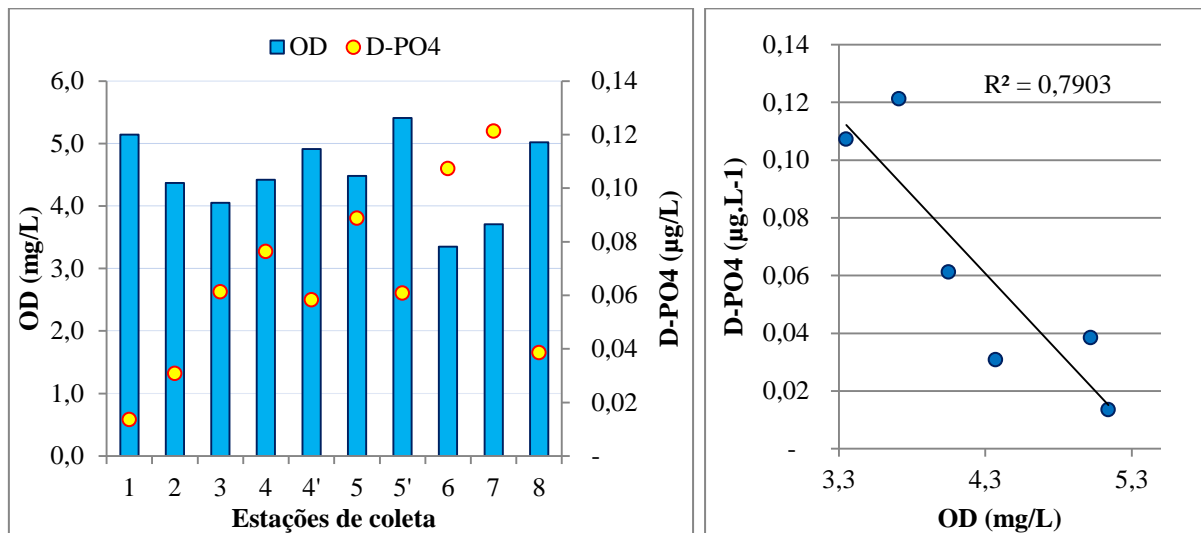 OD D-PO4
6,0
5,0
4,0
3,0
2,0
1,0
0,0
OD (mg/L)
0,14
0,12
0,10
0,08
0,06
0,04
0,02
-
D-PO4 (µg/L)
1 2 3 4 4' 5 5' 6 7 8
Estações de coleta
0,14
0,12
0,10
0,08
0,06
0,04
0,02
-
D-PO4 (µg.L-1)
R² = 0,7903
3,3 4,3 5,3
OD (mg/L)